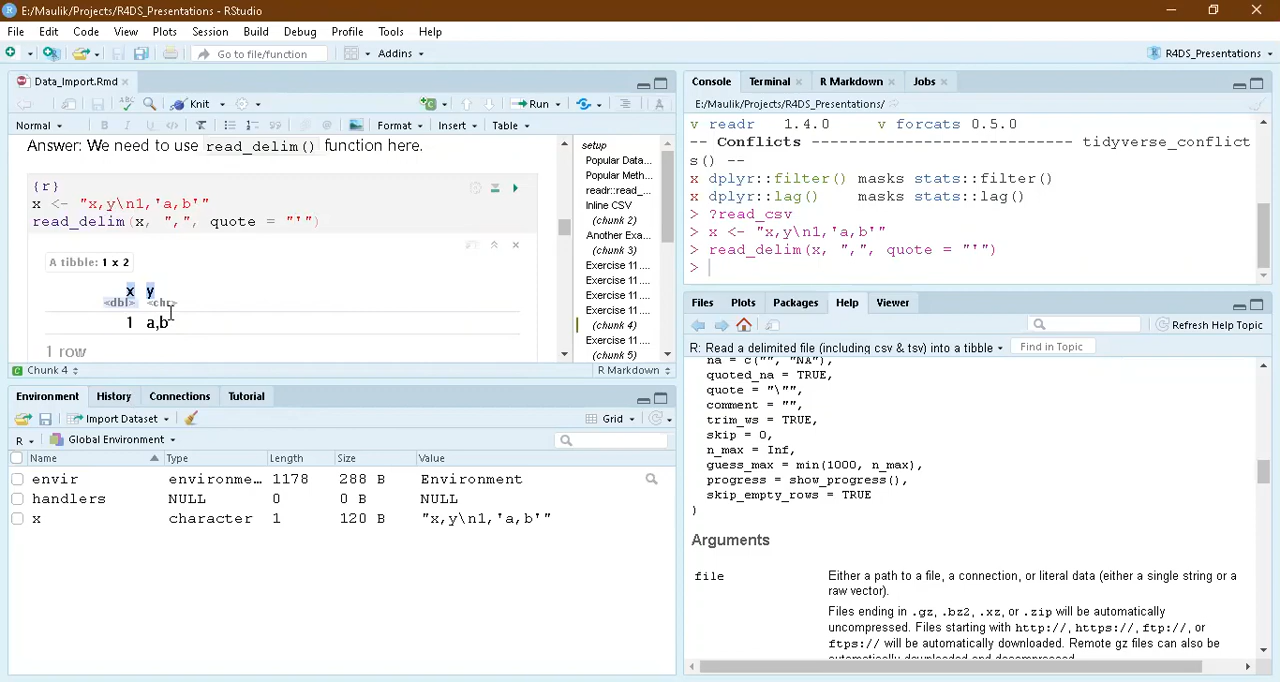 E:/Maulik/Projects/R4DS_Presentations - RStudio
File Edit Code View Plots Session Build Debug Profile Tools Help
Go to file/function Addins R4DS_Presentations
Data_Import.Rmd
Knit Run
Normal Format Insert Table
Answer: We need to use read_delim() function here.
{r}
x <- "x,y\n1,'a,b'"
read_delim(x, ",", quote = "'")
A tibble: 1 x 2
x y
<dbl> <chr>
1 a,b
1 row
setup
Popular Data...
Popular Meth...
readr::read_...
Inline CSV
(chunk 2)
Another Exa...
(chunk 3)
Exercise 11....
Exercise 11....
Exercise 11....
Exercise 11....
(chunk 4)
Exercise 11....
(chunk 5)
Chunk 4 R Markdown
Environment History Connections Tutorial
Import Dataset Grid
R Global Environment
Name Type Length Size Value
envir environme... 1178 288 B Environment
handlers NULL 0 0 B NULL
x character 1 120 B "x,y\n1,'a,b'"
Console Terminal R Markdown Jobs
E:/Maulik/Projects/R4DS_Presentations/
v readr 1.4.0 v forcats 0.5.0
-- Conflicts --------------------------- tidyverse_conflict
s() --
x dplyr::filter() masks stats::filter()
x dplyr::lag() masks stats::lag()
> ?read_csv
> x <- "x,y\n1,'a,b'"
> read_delim(x, ",", quote = "'")
>
Files Plots Packages Help Viewer
Refresh Help Topic
R: Read a delimited file (including csv & tsv) into a tibble Find in Topic
na = c("", "NA"),
quoted_na = TRUE,
quote = "\"",
comment = "",
trim_ws = TRUE,
skip = 0,
n_max = Inf,
guess_max = min(1000, n_max),
progress = show_progress(),
skip_empty_rows = TRUE
)
Arguments
file Either a path to a file, a connection, or literal data (either a single string or a
raw vector).
Files ending in .gz, .bz2, .xz, or .zip will be automatically
uncompressed. Files starting with http://, https://, ftp://, or
ftps:// will be automatically downloaded. Remote gz files can also be
automatically downloaded and decompressed.